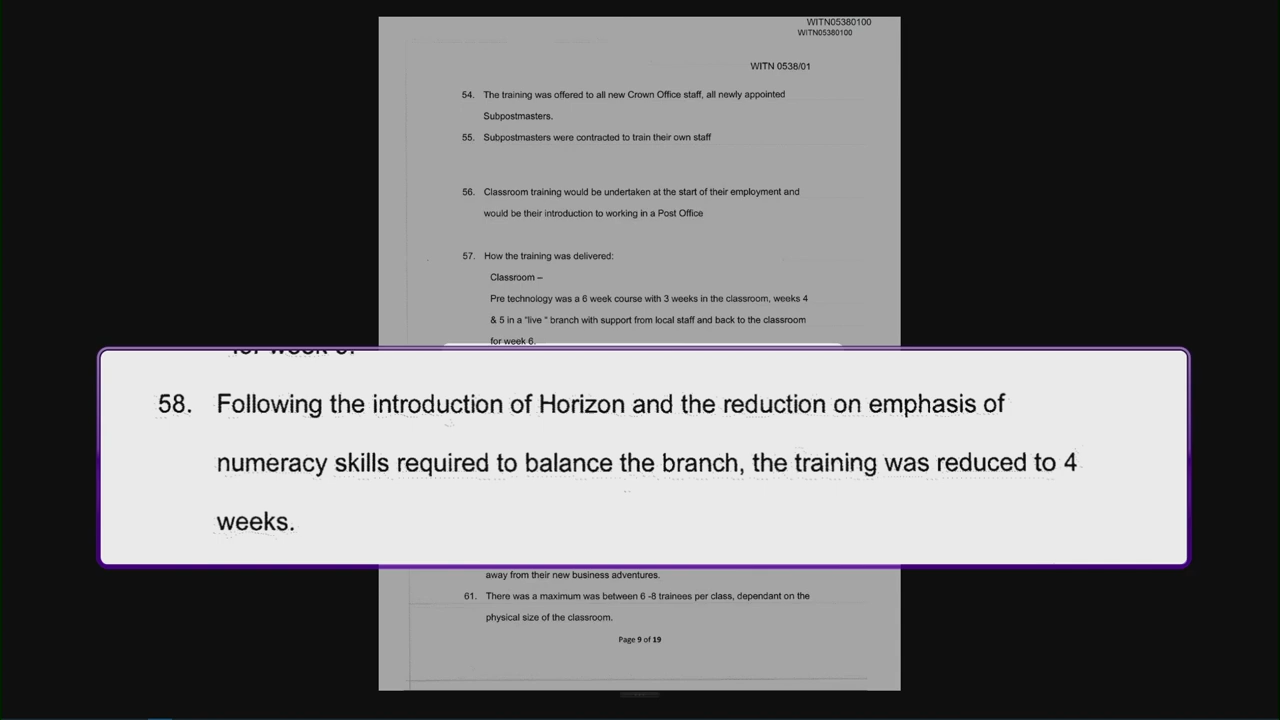 WITN05380100
WITN05380100
WITN 0538/01
54. The training was offered to all new Crown Office staff, all newly appointed
Subpostmasters.
55. Subpostmasters were contracted to train their own staff
56. Classroom training would be undertaken at the start of their employment and
would be their introduction to working in a Post Office
57. How the training was delivered:
Classroom –
Pre technology was a 6 week course with 3 weeks in the classroom, weeks 4
& 5 in a "live " branch with support from local staff and back to the classroom
for week 6.
for week 6.
58. Following the introduction of Horizon and the reduction on emphasis of
numeracy skills required to balance the branch, the training was reduced to 4
weeks.
away from their new business adventures.
61. There was a maximum was between 6 -8 trainees per class, dependant on the
physical size of the classroom.
Page 9 of 19